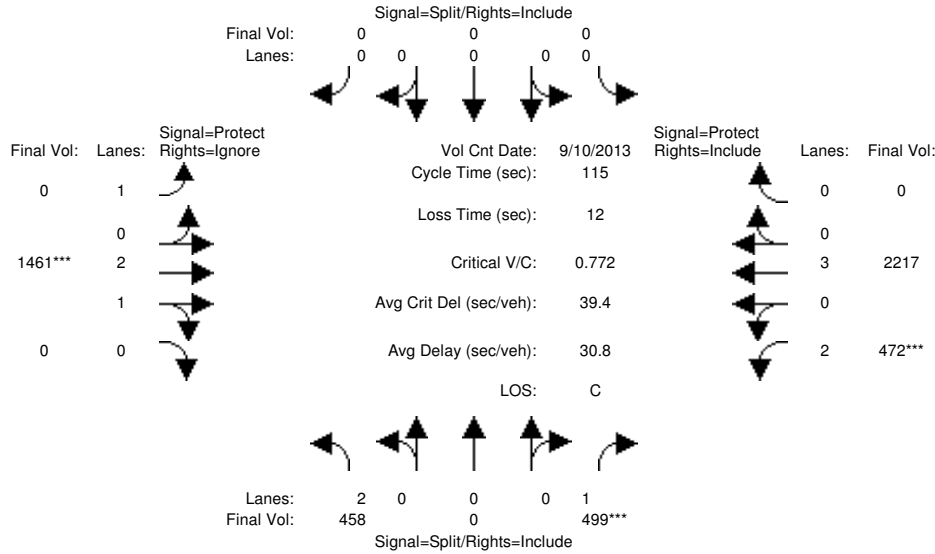 Signal=Split/Rights=Include
Final Vol: 0 0 0
Lanes: 0 0 0 0 0
Signal=Protect Signal=Protect
Final Vol: Lanes: Rights=Ignore Vol Cnt Date: 9/10/2013 Rights=Include Lanes: Final Vol:
Cycle Time (sec): 115
0 1 0 0
Loss Time (sec): 12
0 0
1461*** 2 Critical V/C: 0.772 3 2217
1 Avg Crit Del (sec/veh): 39.4 0
0 0 Avg Delay (sec/veh): 30.8 2 472***
LOS: C
Lanes: 2 0 0 0 1
Final Vol: 458 0 499***
Signal=Split/Rights=Include